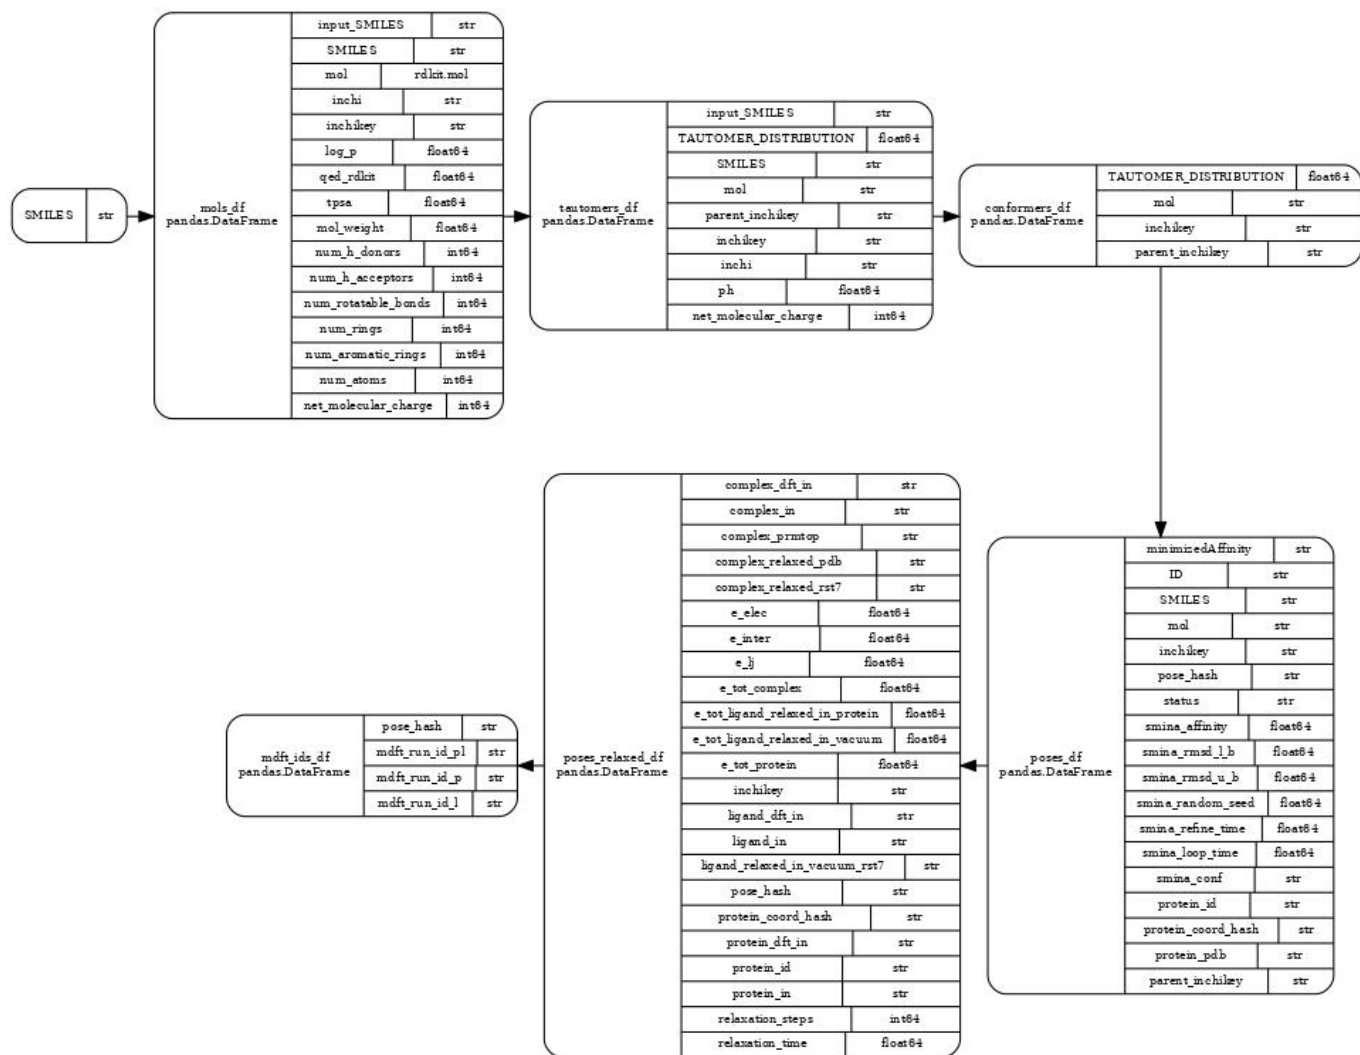 SMILES str
mols_df
pandas.DataFrame
input_SMILES str
SMILES str
mol rdkit.mol
inchi str
inchikey str
log_p float64
qed_rdkit float64
tpsa float64
mol_weight float64
num_h_donors int64
num_h_acceptors int64
num_rotatable_bonds int64
num_rings int64
num_aromatic_rings int64
num_atoms int64
net_molecular_charge int64
tautomers_df
pandas.DataFrame
input_SMILES str
TAUTOMER_DISTRIBUTION float64
SMILES str
mol str
parent_inchikey str
inchikey str
inchi str
ph float64
net_molecular_charge int64
conformers_df
pandas.DataFrame
TAUTOMER_DISTRIBUTION float64
mol str
inchikey str
parent_inchikey str
poses_df
pandas.DataFrame
minimizedAffinity str
ID str
SMILES str
mol str
inchikey str
pose_hash str
status str
smina_affinity float64
smina_rmsd_l_b float64
smina_rmsd_u_b float64
smina_random_seed float64
smina_refine_time float64
smina_loop_time float64
smina_conf str
protein_id str
protein_coord_hash str
protein_pdb str
parent_inchikey str
poses_relaxed_df
pandas.DataFrame
complex_dft_in str
complex_in str
complex_prmtop str
complex_relaxed_pdb str
complex_relaxed_rst7 str
e_elec float64
e_inter float64
e_lj float64
e_tot_complex float64
e_tot_ligand_relaxed_in_protein float64
e_tot_ligand_relaxed_in_vacuum float64
e_tot_protein float64
inchikey str
ligand_dft_in str
ligand_in str
ligand_relaxed_in_vacuum_rst7 str
pose_hash str
protein_coord_hash str
protein_dft_in str
protein_id str
protein_in str
relaxation_steps int64
relaxation_time float64
mdft_ids_df
pandas.DataFrame
pose_hash str
mdft_run_id_pl str
mdft_run_id_p str
mdft_run_id_l str